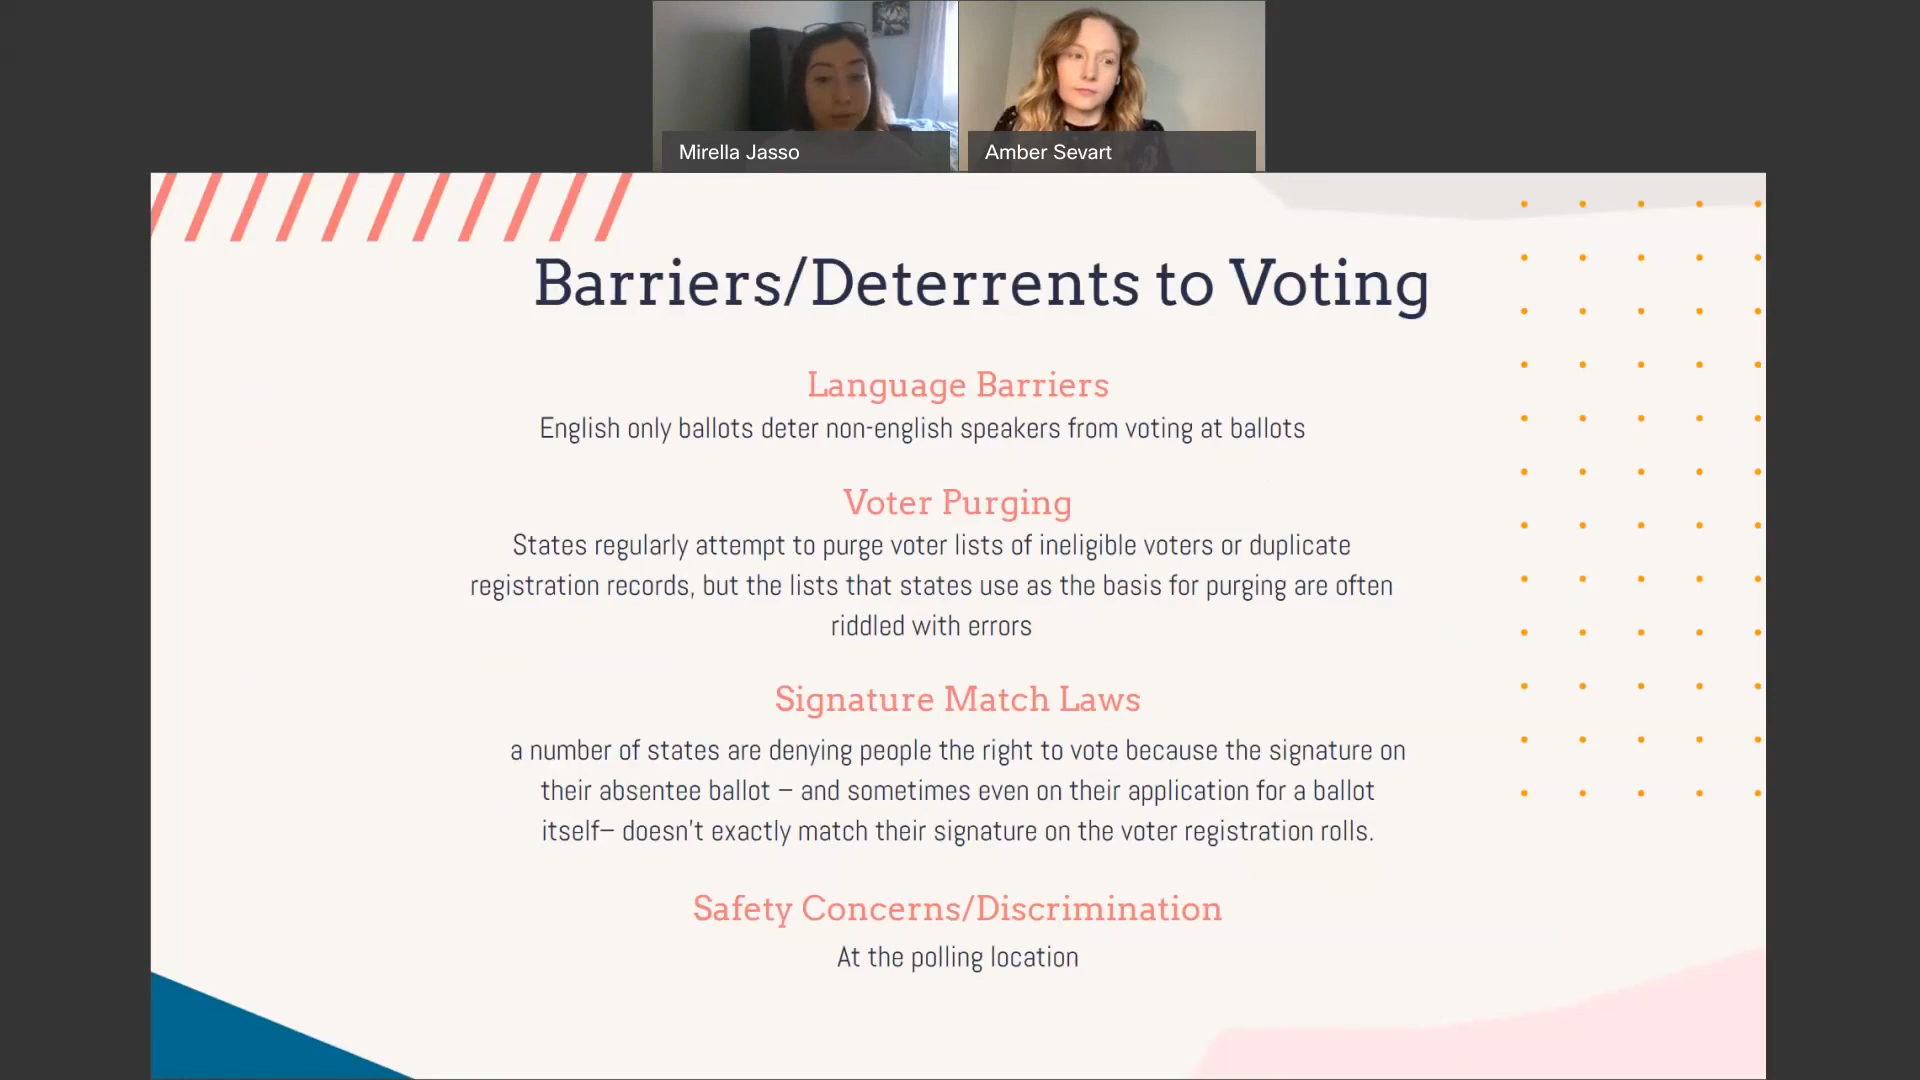 Mirella Jasso
Amber Sevart
Barriers/Deterrents to Voting
Language Barriers
English only ballots deter non-english speakers from voting at ballots
Voter Purging
States regularly attempt to purge voter lists of ineligible voters or duplicate
registration records, but the lists that states use as the basis for purging are often
riddled with errors
Signature Match Laws
a number of states are denying people the right to vote because the signature on
their absentee ballot – and sometimes even on their application for a ballot
itself– doesn't exactly match their signature on the voter registration rolls.
Safety Concerns/Discrimination
At the polling location